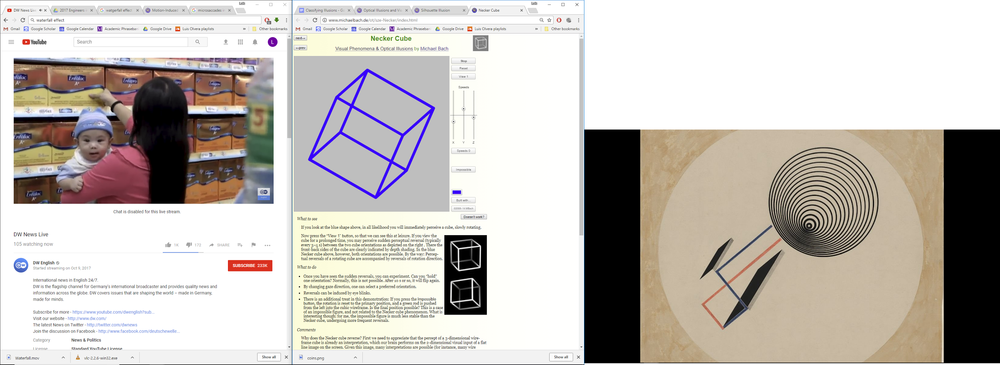 Lydia
DW News Live
2017 Engineers i
watgerfall effect
Motion-Induced
microsaccades in
waterfall effect
32
Gmail
Google Scholar
15
Google Calendar
Academic Phraseban
Google Drive
Luis Olvera playlists
»
Other bookmarks
YouTube
Search
L
Enfalac
A+
Enfalac
A+
Enfapro
A+
5
Enfalac
A+
DW
English
Chat is disabled for this live stream.
DW News Live
105 watching now
1K
172
SHARE
DW English
Started streaming on Oct 9, 2017
SUBSCRIBE 233K
International news in English 24/7.
DW is the flagship channel for Germany's international broadcaster and provides quality news and
information across the globe. DW covers issues that are shaping the world – made in Germany,
made for minds.
Subscribe for more - https://www.youtube.com/dwenglish?sub...
Visit our website - http://www.dw.com/
The latest News on Twitter - http://twitter.com/dwnews
Join the discussion on Facebook - http://www.facebook.com/deutschewelle...
Category News & Politics
License Standard YouTube License
Waterfall.mov
vlc-2.2.6-win32.exe
Show all
Lydia
Classifying Illusions - Go
Optical Illusions and Vis
Silhouette Illusion
Necker Cube
www.michaelbach.de/ot/sze-Necker/index.html
Gmail
Google Scholar
15
Google Calendar
Academic Phraseban
Google Drive
Luis Olvera playlists
»
Other bookmarks
next→
←prev
Necker Cube
Visual Phenomena & Optical Illusions by Michael Bach
Stop
Reset
View 1
Speeds
X Y Z
Speeds 0
Impossible
Built with...
©2008–14 MBach
Doesn't work?
What to see
If you look at the blue shape above, in all likelihood you will immediately perceive a cube, slowly rotating.
Now press the “View 1” button, so that we can see this at leisure. If you view the
cube for a prolonged time, you may perceive sudden perceptual reversal (typically
every 3–5 s) between the two cube orientations as depicted on the right . There the
front-back sides of the cube are clearly indicated by depth shading. In the blue
Necker cube above, however, both orientations are possible. By the way: Percep-
tual reversals of a rotating cube are accompanied by reversals of rotation direction.
What to do
• Once you have seen the sudden reversals, you can experiment. Can you “hold”
one orientation? Normally, this is not possible. After 10 s or so, it will flip again.
• By changing gaze direction, one can select a preferred orientation.
• Reversals can be induced by eye blinks.
• There is an additional treat in this demonstration: If you press the Impossible
button, the rotation is reset to the primary position, and a green rod is pushed
from the left into the cubic wireframe. Is the final position possible? This is a case
of an impossible figure, and not related to the Necker cube phenomenon. What is
interesting though: for me, the impossible figure is much less stable than the
Necker cube, undergoing more frequent reversals.
Comments
Why does the Necker cube reverse? First we need to appreciate that the percept of a 3-dimensional wire-
frame cube is already an interpretation, which our brain performs on the 2-dimensional visual input of a flat
line image on the screen. Given this image, many interpretations are possible (for instance, many wire
coins.png
Show all